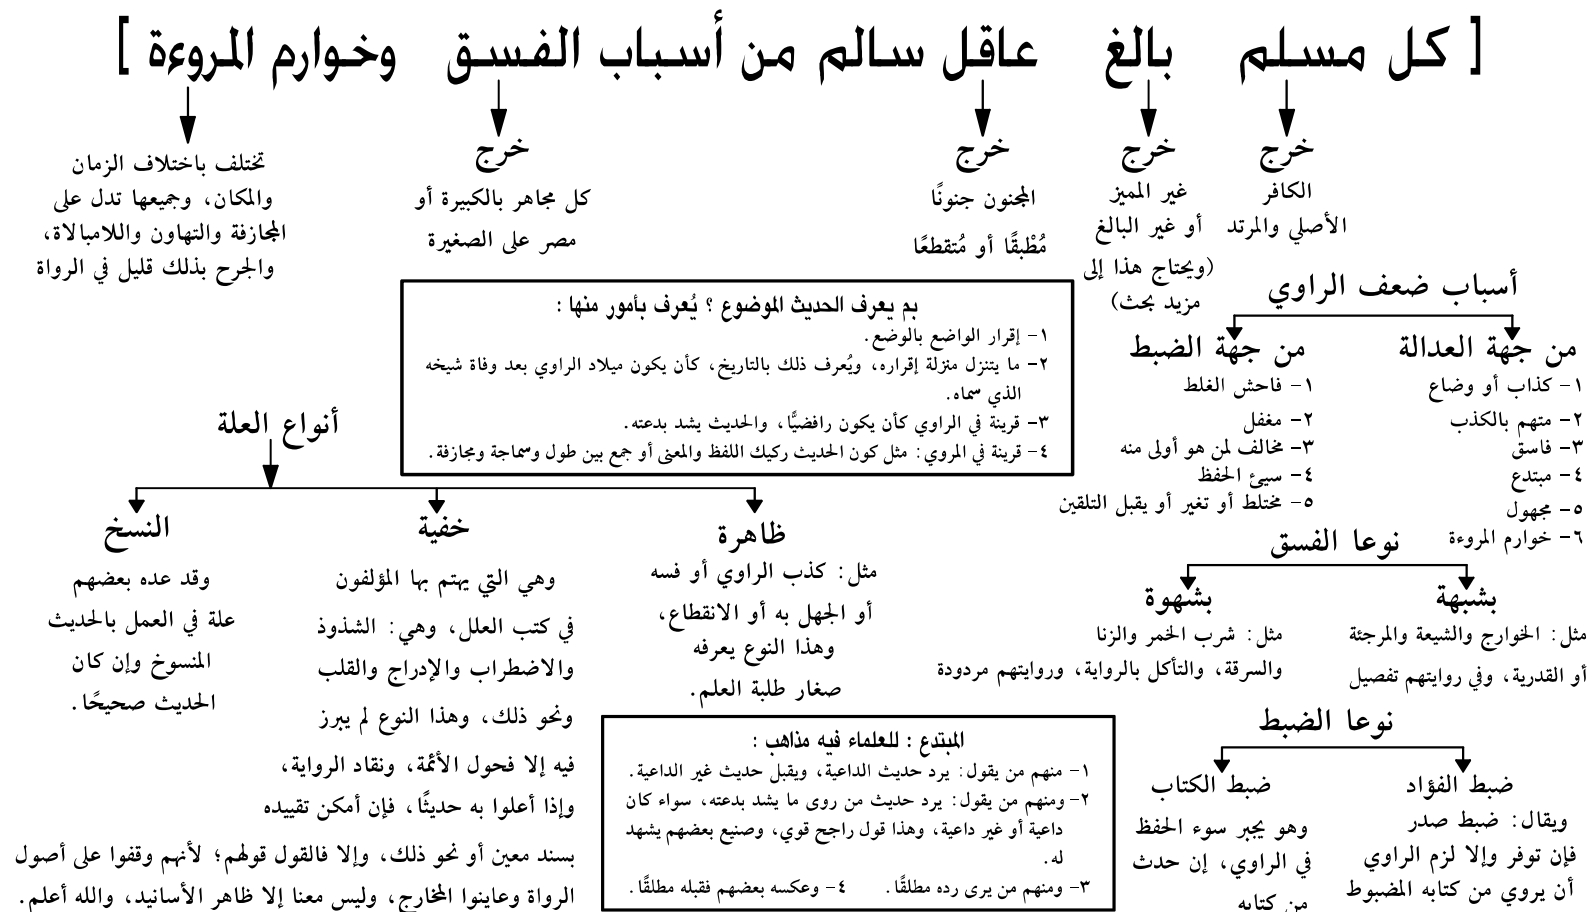 [ كل مسلم بالغ عاقل سالم من أسباب الفسق وخوارم المروءة ]
خرج
الكافر
الأصلي والمرتد
خرج
غير المميز
أو غير البالغ
(ويحتاج هذا إلى
مزيد بحث)
خرج
المجنون جنونًا
مُطْبقًا أو مُتقطعًا
خرج
كل مجاهر بالكبيرة أو
مصر على الصغيرة
تختلف باختلاف الزمان
والمكان، وجميعها تدل على
المجازفة والتهاون واللامبالاة،
والجرح بذلك قليل في الرواة
أسباب ضعف الراوي
من جهة العدالة
١- كذاب أو وضاع
٢- متهم بالكذب
٣- فاسق
٤- مبتدع
٥- مجهول
٦- خوارم المروءة
من جهة الضبط
١- فاحش الغلط
٢- مغفل
٣- مخالف لمن هو أولى منه
٤- سيئ الحفظ
٥- مختلط أو تغير أو يقبل التلقين
بم يعرف الحديث الموضوع ؟ يُعرف بأمور منها :
١- إقرار الواضع بالوضع.
٢- ما يتنزل منزلة إقراره، ويُعرف ذلك بالتاريخ، كأن يكون ميلاد الراوي بعد وفاة شيخه
الذي سماه.
٣- قرينة في الراوي كأن يكون رافضيًّا، والحديث يشد بدعته.
٤- قرينة في المروي: مثل كون الحديث ركيك اللفظ والمعنى أو جمع بين طول وسماجة ومجازفة.
أنواع العلة
ظاهرة
مثل: كذب الراوي أو فسه
أو الجهل به أو الانقطاع،
وهذا النوع يعرفه
صغار طلبة العلم.
خفية
وهي التي يهتم بها المؤلفون
في كتب العلل، وهي: الشذوذ
والاضطراب والإدراج والقلب
ونحو ذلك، وهذا النوع لم يبرز
فيه إلا فحول الأئمة، ونقاد الرواية،
وإذا أعلوا به حديثًا، فإن أمكن تقييده
بسند معين أو نحو ذلك، وإلا فالقول قولهم؛ لأنهم وقفوا على أصول
الرواة وعاينوا المخارج، وليس معنا إلا ظاهر الأسانيد، والله أعلم.
النسخ
وقد عده بعضهم
علة في العمل بالحديث
المنسوخ وإن كان
الحديث صحيحًا.
نوعا الفسق
بشبهة
مثل: الخوارج والشيعة والمرجئة
أو القدرية، وفي روايتهم تفصيل
بشهوة
مثل: شرب الخمر والزنا
والسرقة، والتأكل بالرواية، وروايتهم مردودة
نوعا الضبط
ضبط الفؤاد
ويقال: ضبط صدر
فإن توفر وإلا لزم الراوي
أن يروي من كتابه المضبوط
ضبط الكتاب
وهو يجبر سوء الحفظ
في الراوي، إن حدث
من كتابه
المبتدع : للعلماء فيه مذاهب :
١- منهم من يقول: يرد حديث الداعية، ويقبل حديث غير الداعية.
٢- ومنهم من يقول: يرد حديث من روى ما يشد بدعته، سواء كان
داعية أو غير داعية، وهذا قول راجح قوي، وصنيع بعضهم يشهد
له.
٣- ومنهم من يرى رده مطلقًا. ٤- وعكسه بعضهم فقبله مطلقًا.